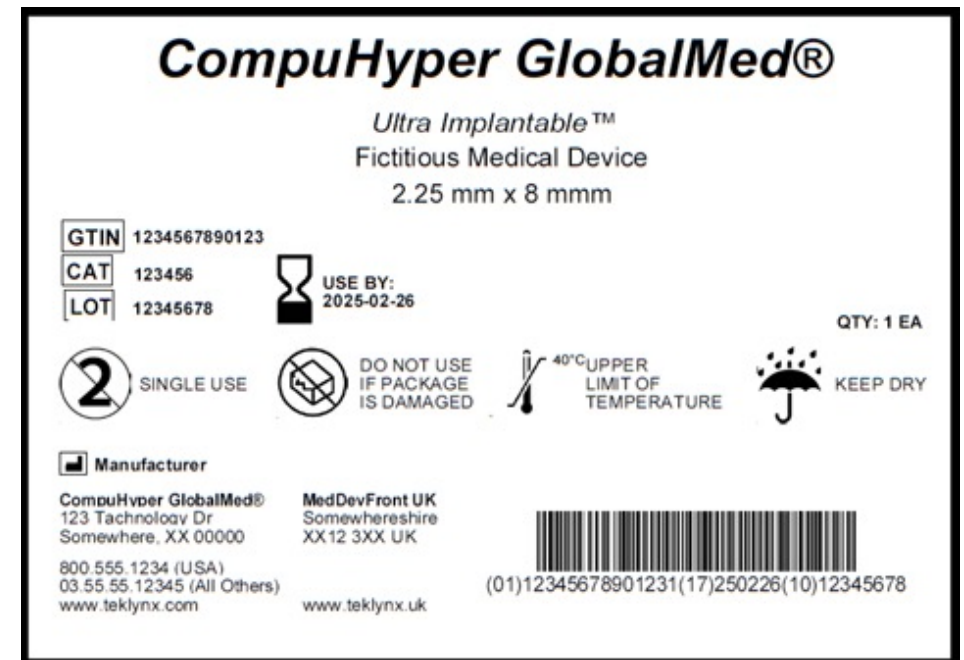 CompuHyper GlobalMed®
Ultra Implantable™
Fictitious Medical Device
2.25 mm x 8 mmm
GTIN 1234567890123
CAT 123456
LOT 12345678
USE BY:
2025-02-26
QTY: 1 EA
2 SINGLE USE
DO NOT USE
IF PACKAGE
IS DAMAGED
40°C UPPER
LIMIT OF
TEMPERATURE
KEEP DRY
Manufacturer
CompuHyper GlobalMed®
123 Tachnology Dr
Somewhere, XX 00000
800.555.1234 (USA)
03.55.55.12345 (All Others)
www.teklynx.com
MedDevFront UK
Somewhereshire
XX12 3XX UK
www.teklynx.uk
(01)12345678901231(17)250226(10)12345678